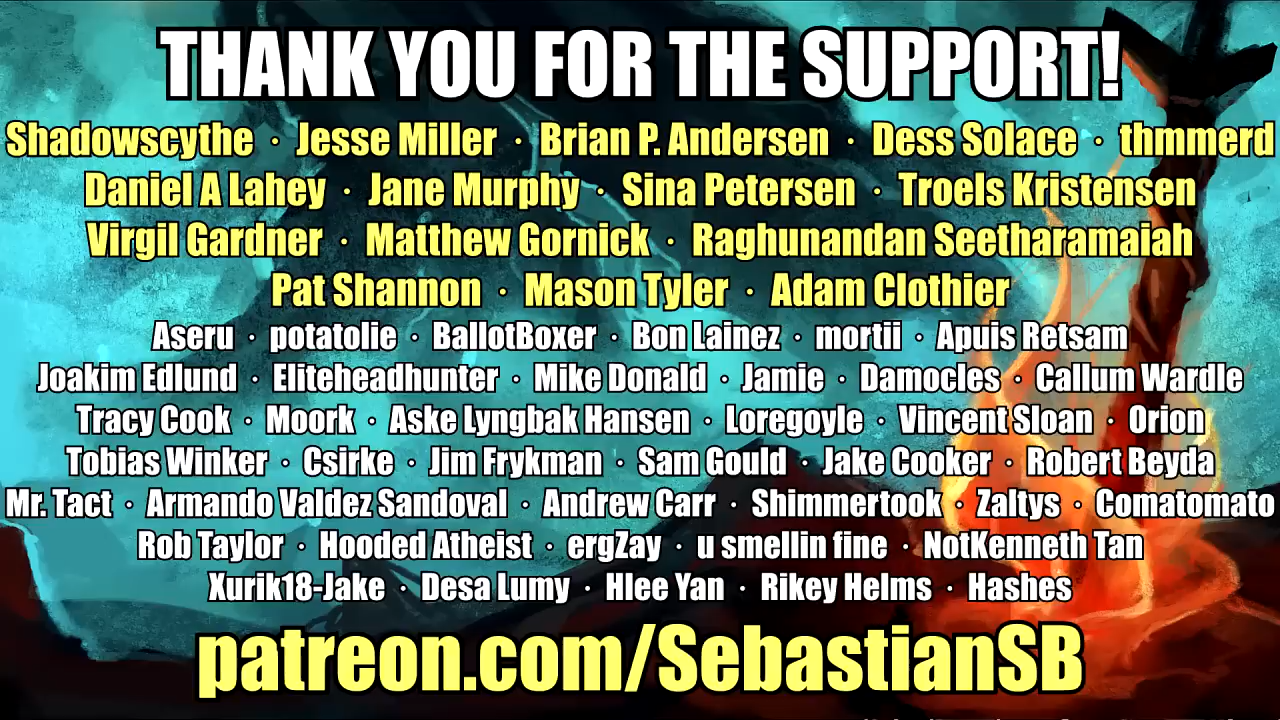 THANK YOU FOR THE SUPPORT!
Shadowscythe · Jesse Miller · Brian P. Andersen · Dess Solace · thmmerd
Daniel A Lahey · Jane Murphy · Sina Petersen · Troels Kristensen
Virgil Gardner · Matthew Gornick · Raghunandan Seetharamaiah
Pat Shannon · Mason Tyler · Adam Clothier
Aseru · potatolie · BallotBoxer · Bon Lainez · mortii · Apuis Retsam
Joakim Edlund · Eliteheadhunter · Mike Donald · Jamie · Damocles · Callum Wardle
Tracy Cook · Moork · Aske Lyngbak Hansen · Loregoyle · Vincent Sloan · Orion
Tobias Winker · Csirke · Jim Frykman · Sam Gould · Jake Cooker · Robert Beyda
Mr. Tact · Armando Valdez Sandoval · Andrew Carr · Shimmertook · Zaltys · Comatomato
Rob Taylor · Hooded Atheist · ergZay · u smellin fine · NotKenneth Tan
Xurik18-Jake · Desa Lumy · Hlee Yan · Rikey Helms · Hashes
patreon.com/SebastianSB